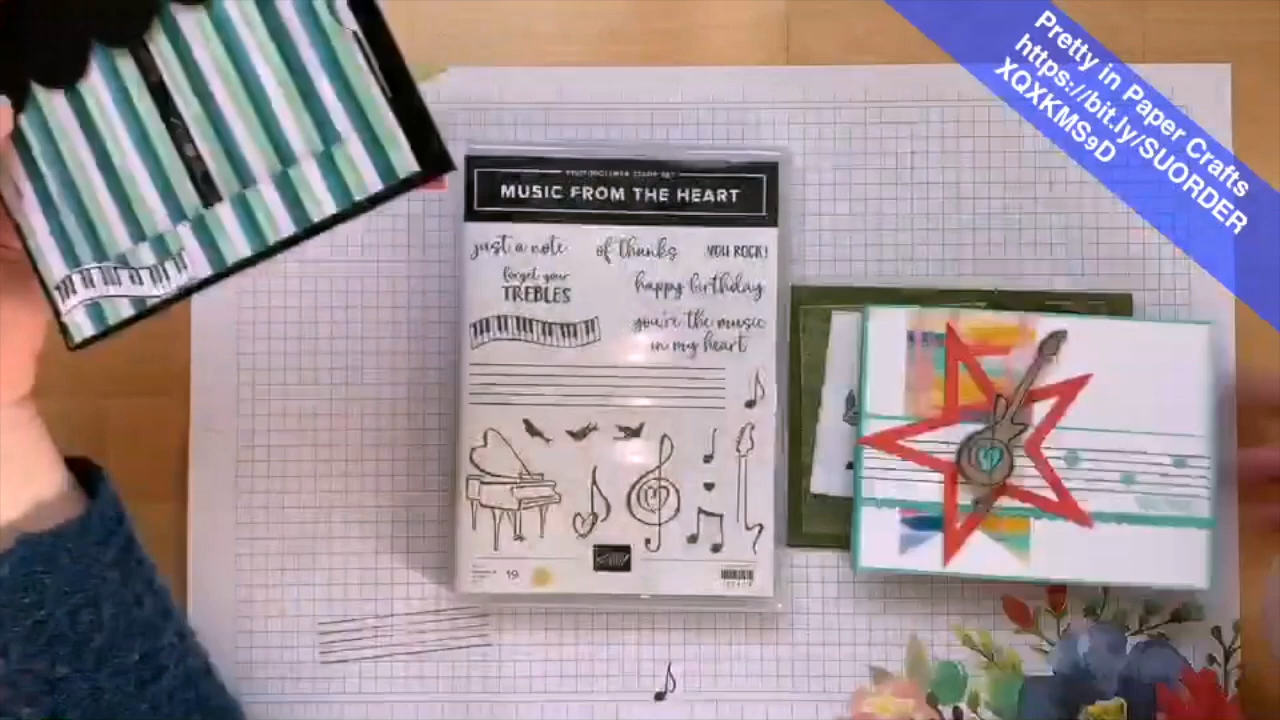 Pretty in Paper Crafts
https://bit.ly/SUORDER
XQXKMS9D
MUSIC FROM THE HEART
just a note
of thanks
YOU ROCK!
forget your
TREBLES
happy birthday
you're the music
in my heart
19